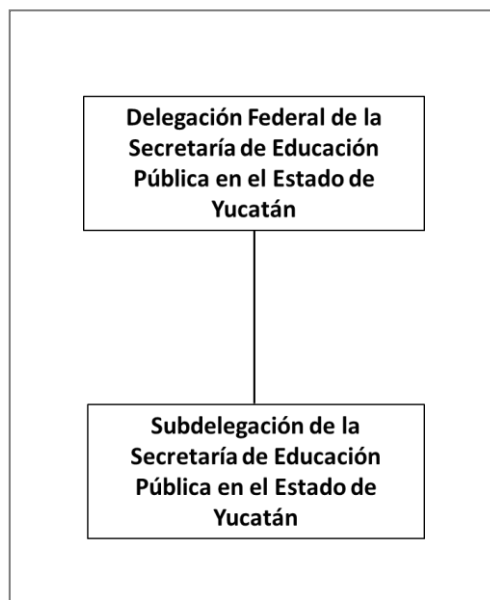 Delegación Federal de la
Secretaría de Educación
Pública en el Estado de
Yucatán
Subdelegación de la
Secretaría de Educación
Pública en el Estado de
Yucatán